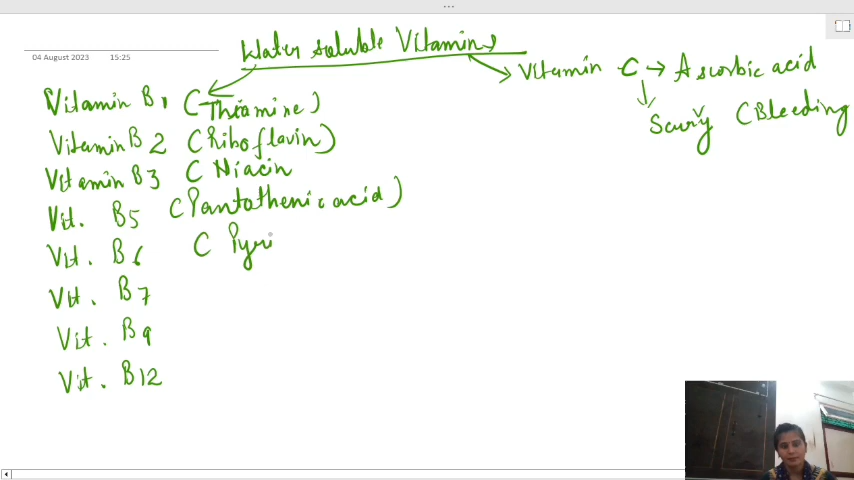 04 August 2023 15:25
Water soluble Vitamins
Vitamin C → Ascorbic acid
Scurvy (Bleeding
Vitamin B1 (Thiamine)
Vitamin B2 (Riboflavin)
Vitamin B3 (Niacin
Vit. B5 (Pantothenic acid)
Vit. B6 (Pyri
Vit. B7
Vit. B9
Vit. B12